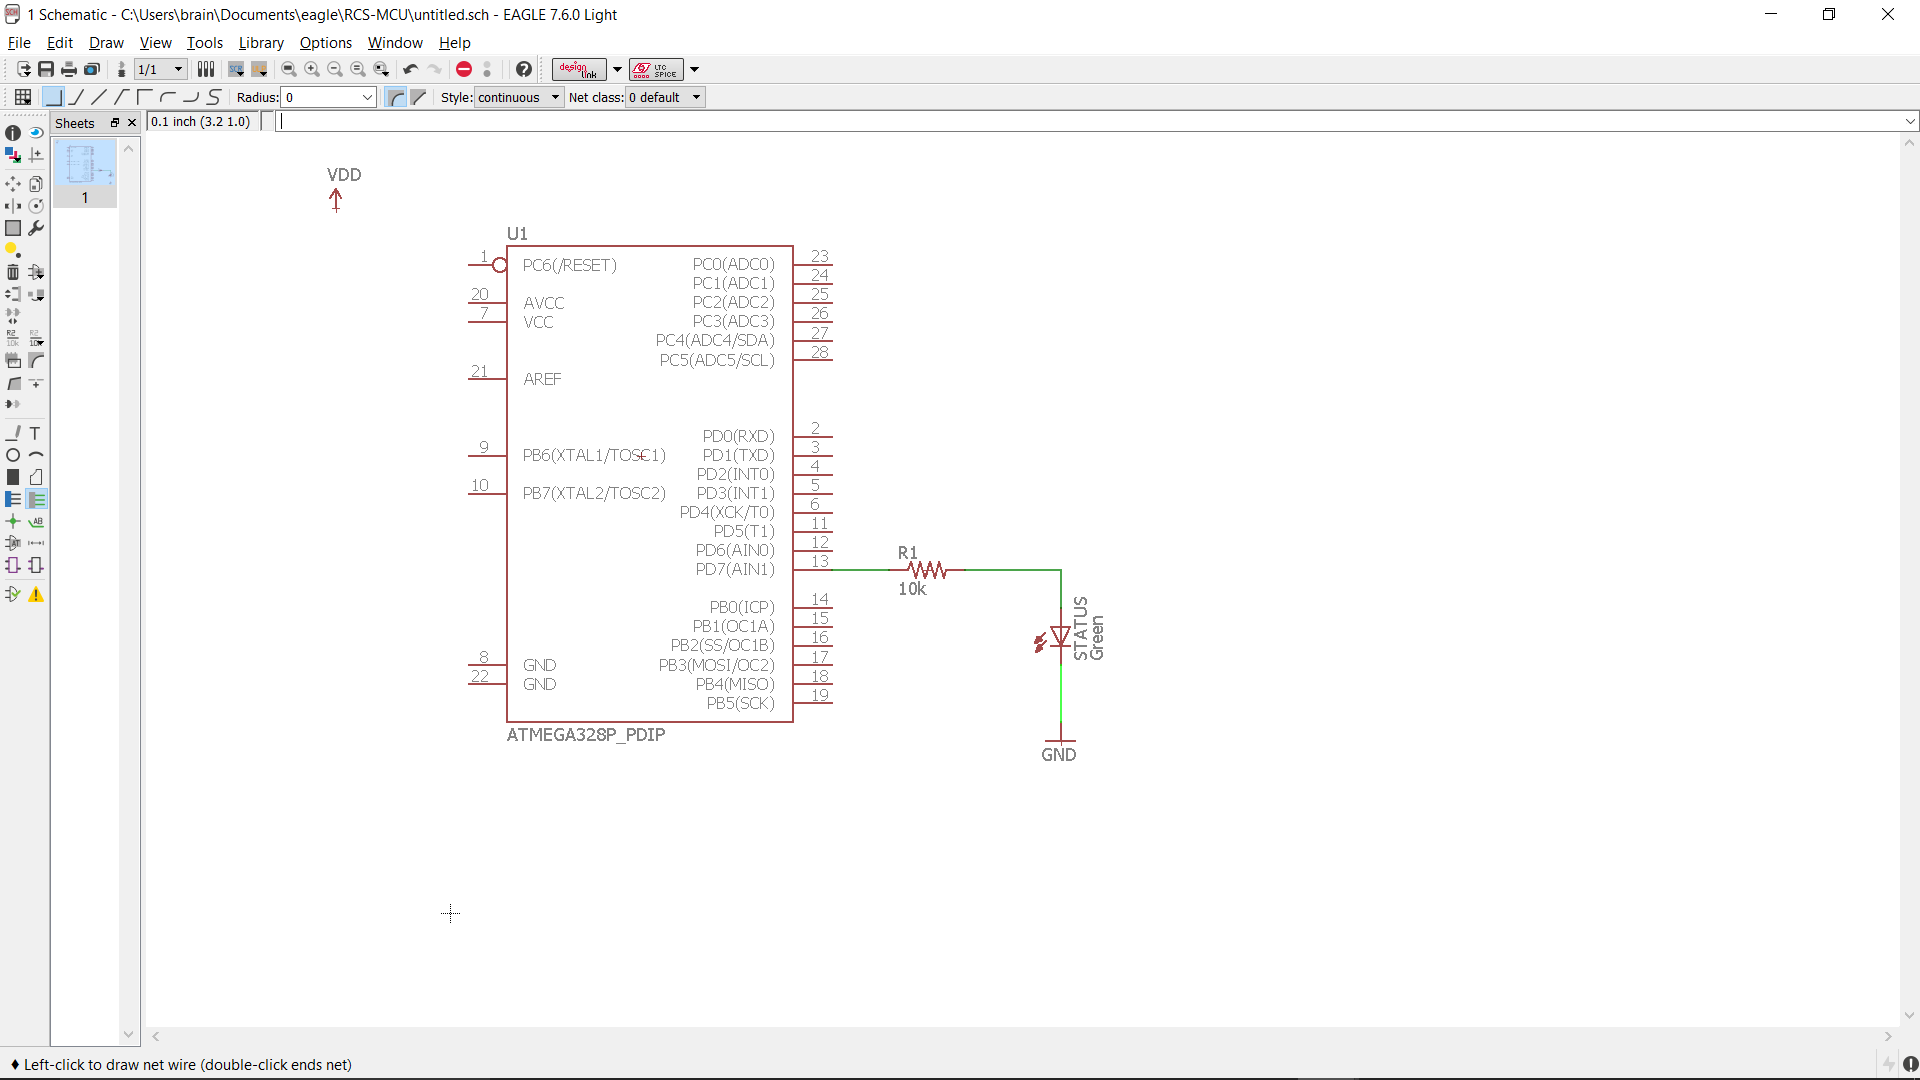 1 Schematic - C:\Users\brain\Documents\eagle\RCS-MCU\untitled.sch - EAGLE 7.6.0 Light
File Edit Draw View Tools Library Options Window Help
1/1 SCR design link LTC SPICE
Radius: 0 Style: continuous Net class: 0 default
Sheets 0.1 inch (3.2 1.0)
1
VDD
U1
1 PC6(/RESET) PC0(ADC0) 23
PC1(ADC1) 24
20 AVCC PC2(ADC2) 25
7 VCC PC3(ADC3) 26
PC4(ADC4/SDA) 27
PC5(ADC5/SCL) 28
21 AREF
PD0(RXD) 2
9 PB6(XTAL1/TOSC1) PD1(TXD) 3
PD2(INT0) 4
10 PB7(XTAL2/TOSC2) PD3(INT1) 5
PD4(XCK/T0) 6
PD5(T1) 11
PD6(AIN0) 12
PD7(AIN1) 13
R1
10k
PB0(ICP) 14
PB1(OC1A) 15
PB2(SS/OC1B) 16
8 GND PB3(MOSI/OC2) 17
22 GND PB4(MISO) 18
PB5(SCK) 19
STATUS
Green
ATMEGA328P_PDIP
GND
Left-click to draw net wire (double-click ends net)